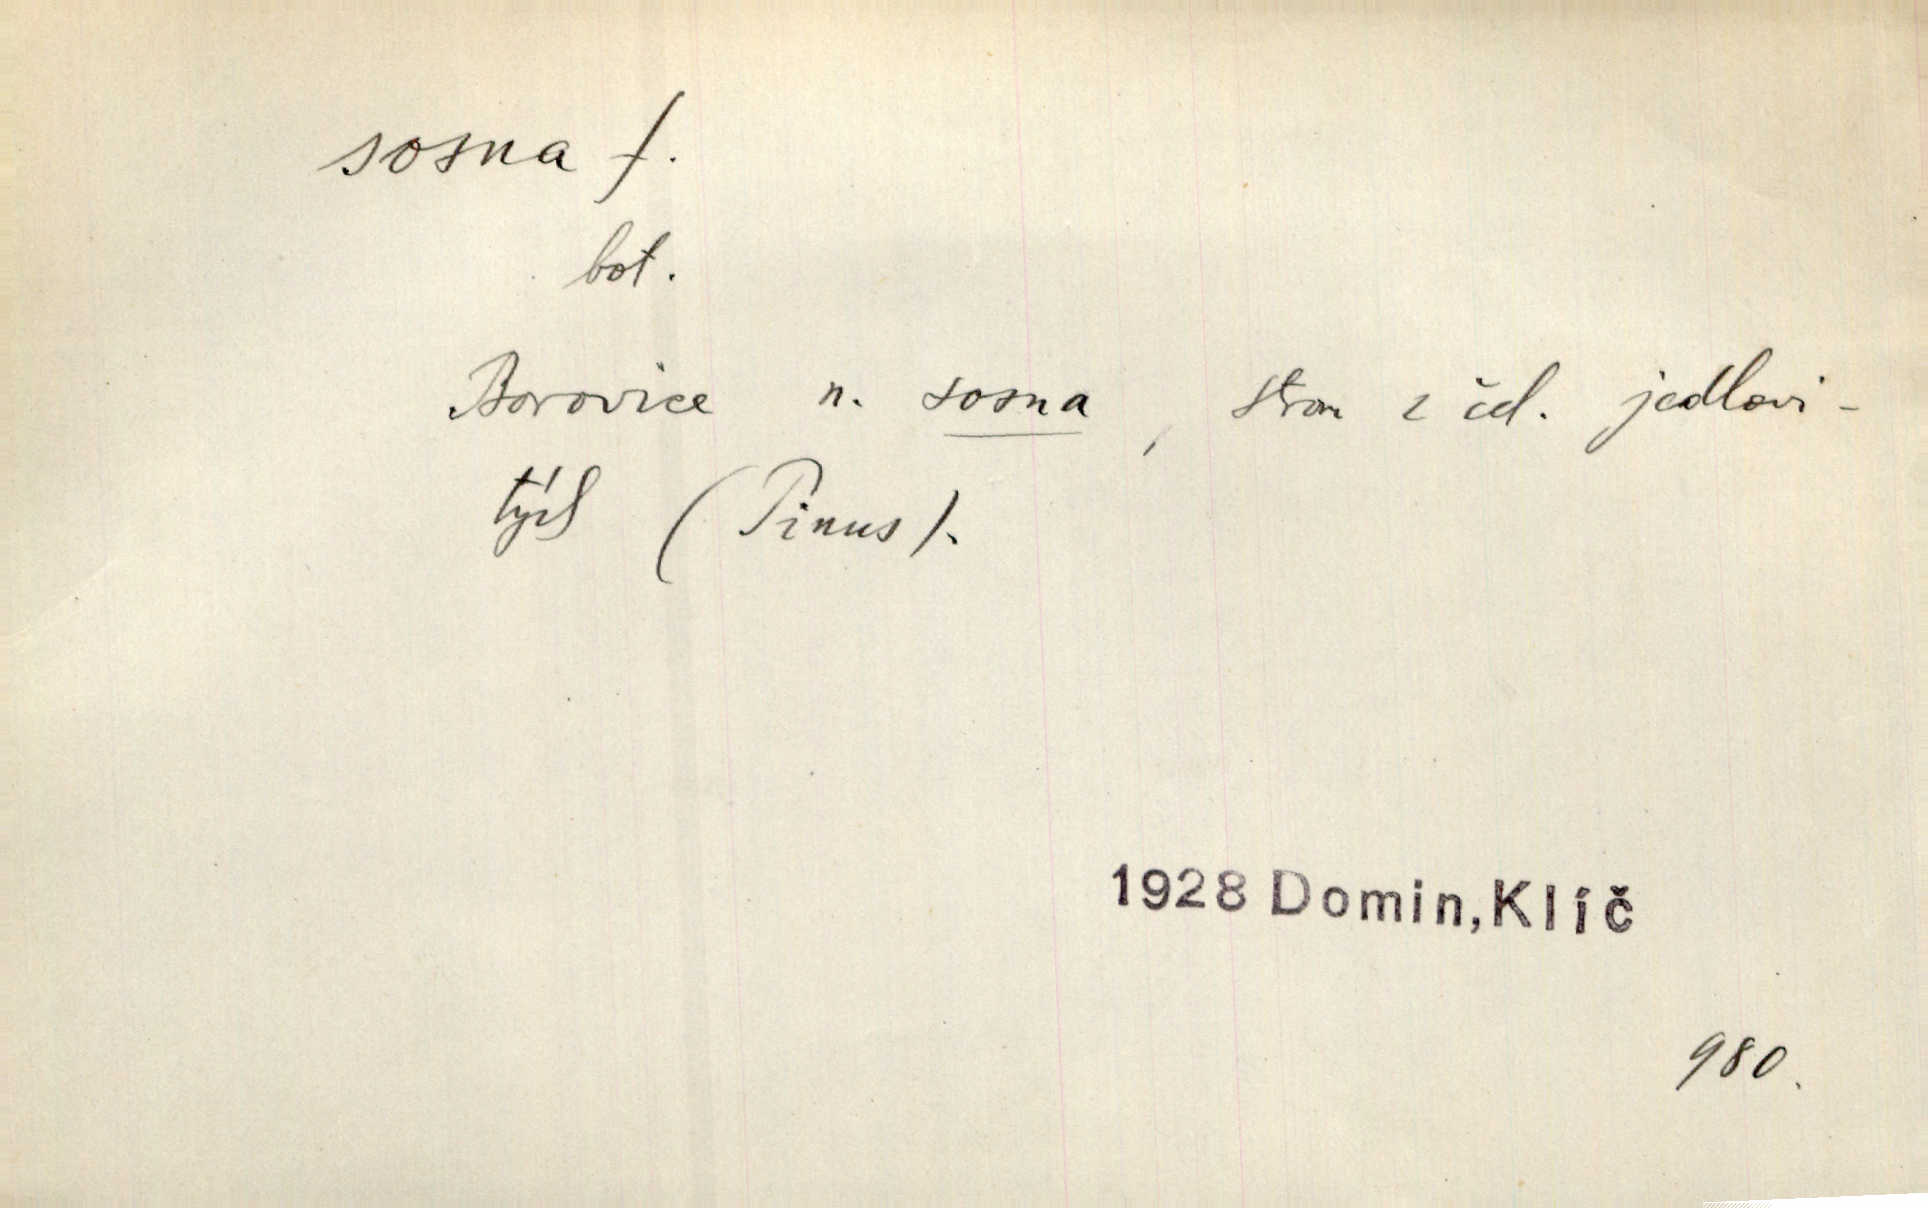 sosna f.
bot.
Borovice n. sosna, strom z čel. jedlovi-
tých (Pinus).
1928 Domin, Klíč
980.